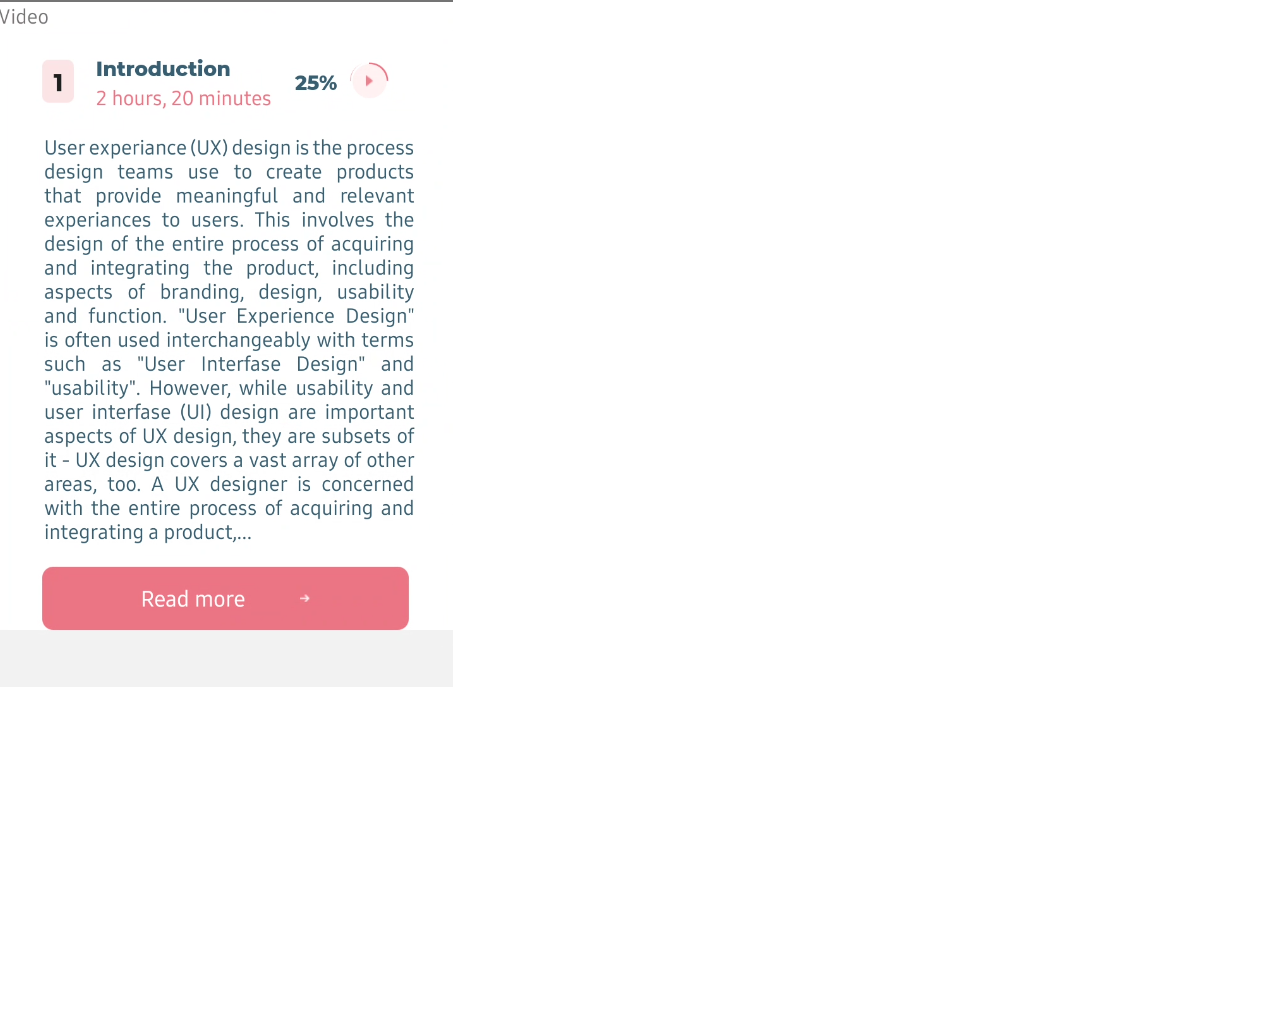 Video
1
Introduction
2 hours, 20 minutes
25%
User experiance (UX) design is the process
design teams use to create products
that provide meaningful and relevant
experiances to users. This involves the
design of the entire process of acquiring
and integrating the product, including
aspects of branding, design, usability
and function. "User Experience Design"
is often used interchangeably with terms
such as "User Interfase Design" and
"usability". However, while usability and
user interfase (UI) design are important
aspects of UX design, they are subsets of
it - UX design covers a vast array of other
areas, too. A UX designer is concerned
with the entire process of acquiring and
integrating a product,...
Read more →